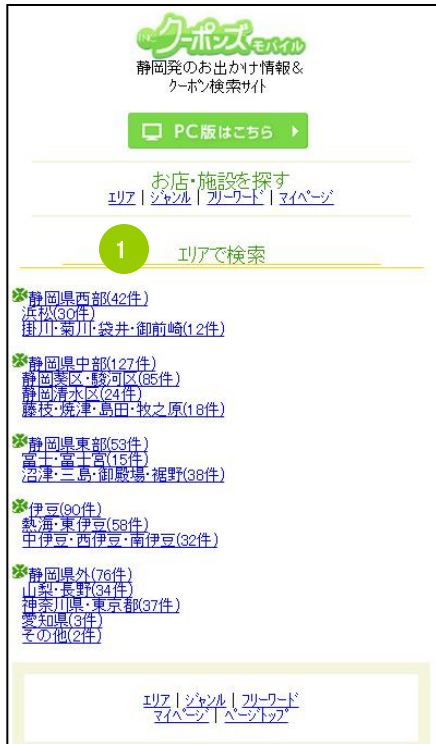 INCクーポンズモバイル
静岡発のお出かけ情報&
クーポン検索サイト
PC版はこちら
お店・施設を探す
エリア | ジャンル | フリーワード | マイページ
1
エリアで検索
静岡県西部(42件)
浜松(30件)
掛川・菊川・袋井・御前崎(12件)
静岡県中部(127件)
静岡葵区・駿河区(85件)
静岡清水区(24件)
藤枝・焼津・島田・牧之原(18件)
静岡県東部(53件)
富士・富士宮(15件)
沼津・三島・御殿場・裾野(38件)
伊豆(90件)
熱海・東伊豆(58件)
中伊豆・西伊豆・南伊豆(32件)
静岡県外(76件)
山梨・長野(34件)
神奈川県・東京都(37件)
愛知県(3件)
その他(2件)
エリア | ジャンル | フリーワード
マイページ | ページトップ